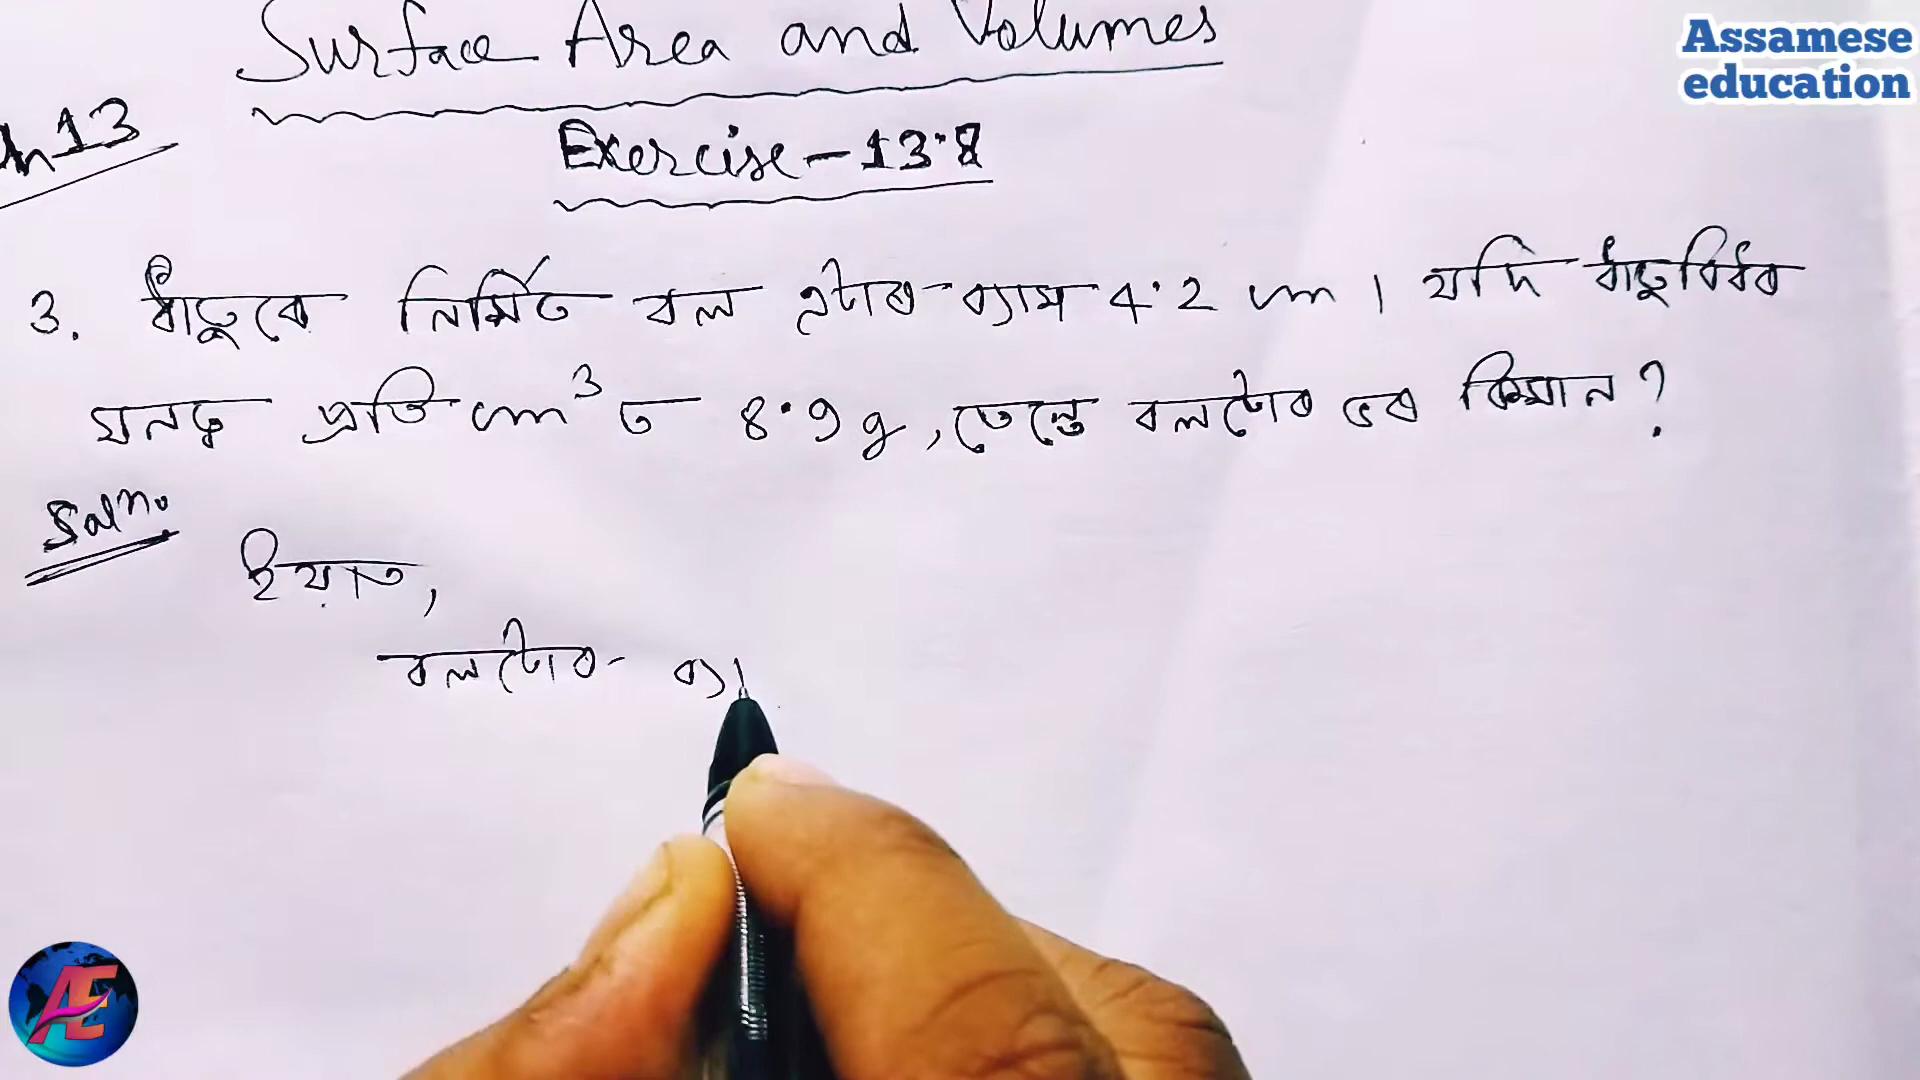 Surface Area and Volumes
Assamese
education
h 13
Exercise - 13.8
3. ধাঁতুৰে নিৰ্মিত বল এটাৰ ব্যাস 4.2 cm । যদি ধাঁতুবিধৰ
ঘনত্ব প্ৰতি cm³ ত 8.9 g, তেন্তে বলটোৰ ভৰ কিমান ?
Solⁿ.
ইয়াত,
বলটোৰ ব্যা
AE